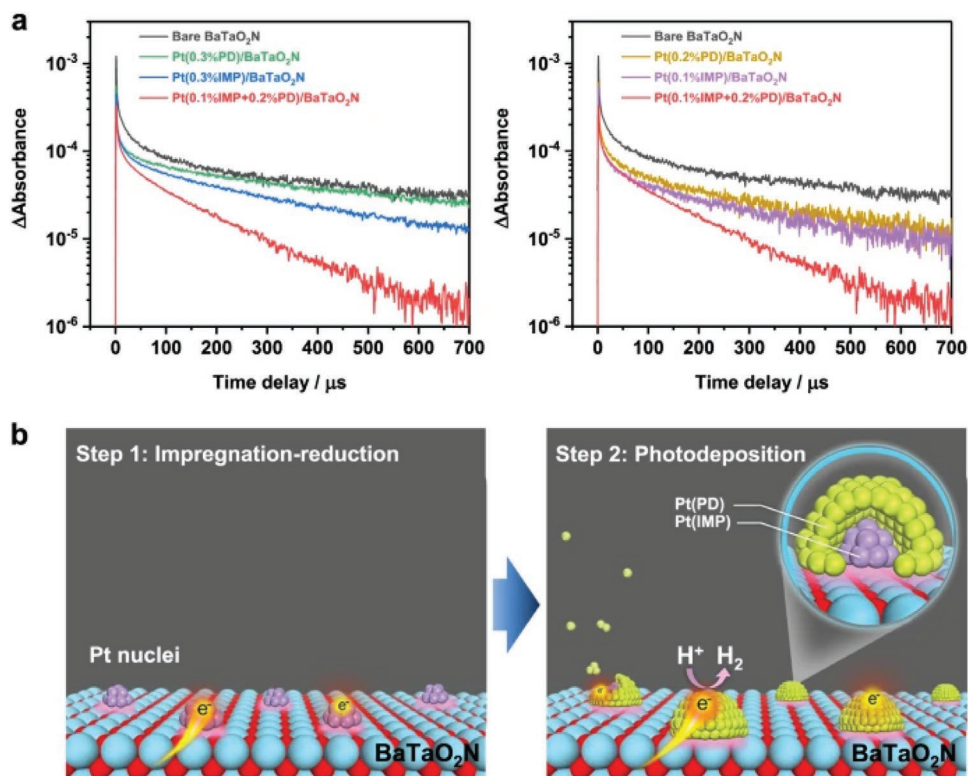 a
Bare BaTaO₂N
Pt(0.3%PD)/BaTaO₂N
Pt(0.3%IMP)/BaTaO₂N
Pt(0.1%IMP+0.2%PD)/BaTaO₂N
10⁻³
10⁻⁴
10⁻⁵
10⁻⁶
ΔAbsorbance
0 100 200 300 400 500 600 700
Time delay / μs
Bare BaTaO₂N
Pt(0.2%PD)/BaTaO₂N
Pt(0.1%IMP)/BaTaO₂N
Pt(0.1%IMP+0.2%PD)/BaTaO₂N
10⁻³
10⁻⁴
10⁻⁵
10⁻⁶
ΔAbsorbance
0 100 200 300 400 500 600 700
Time delay / μs
b
Step 1: Impregnation-reduction
Pt nuclei
e⁻
e⁻
BaTaO₂N
Step 2: Photodeposition
Pt(PD)
Pt(IMP)
H⁺ H₂
e⁻
e⁻
e⁻
BaTaO₂N